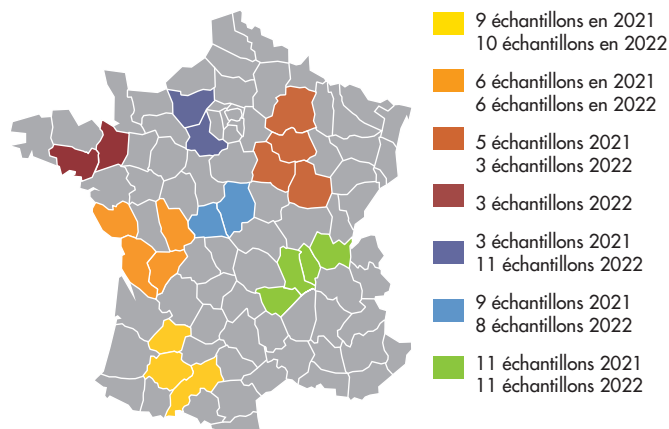 9 échantillons en 2021
10 échantillons en 2022
6 échantillons en 2021
6 échantillons en 2022
5 échantillons 2021
3 échantillons 2022
3 échantillons 2022
3 échantillons 2021
11 échantillons 2022
9 échantillons 2021
8 échantillons 2022
11 échantillons 2021
11 échantillons 2022